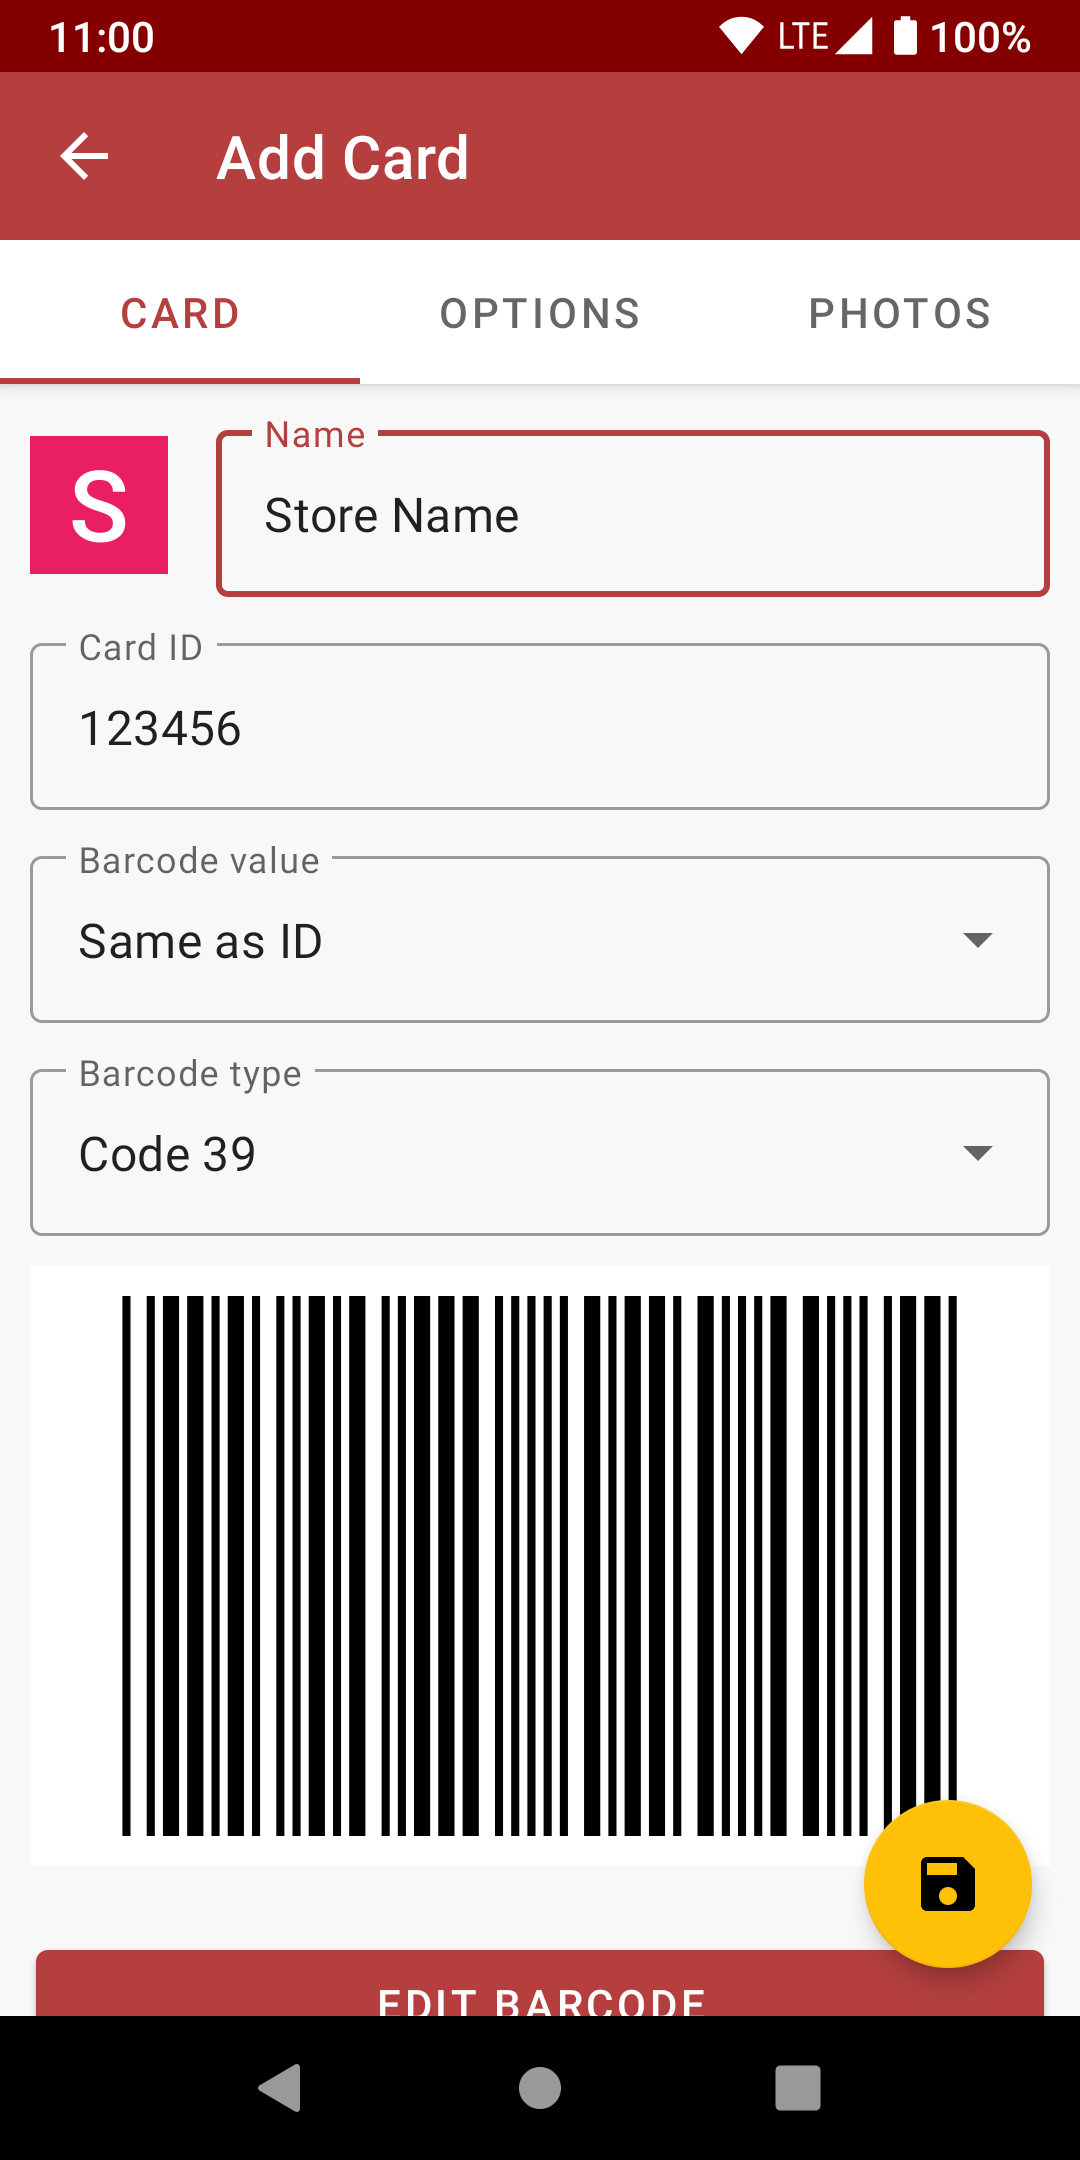 11:00 LTE 100%
Add Card
CARD OPTIONS PHOTOS
Name
S Store Name
Card ID
123456
Barcode value
Same as ID
Barcode type
Code 39
EDIT BARCODE